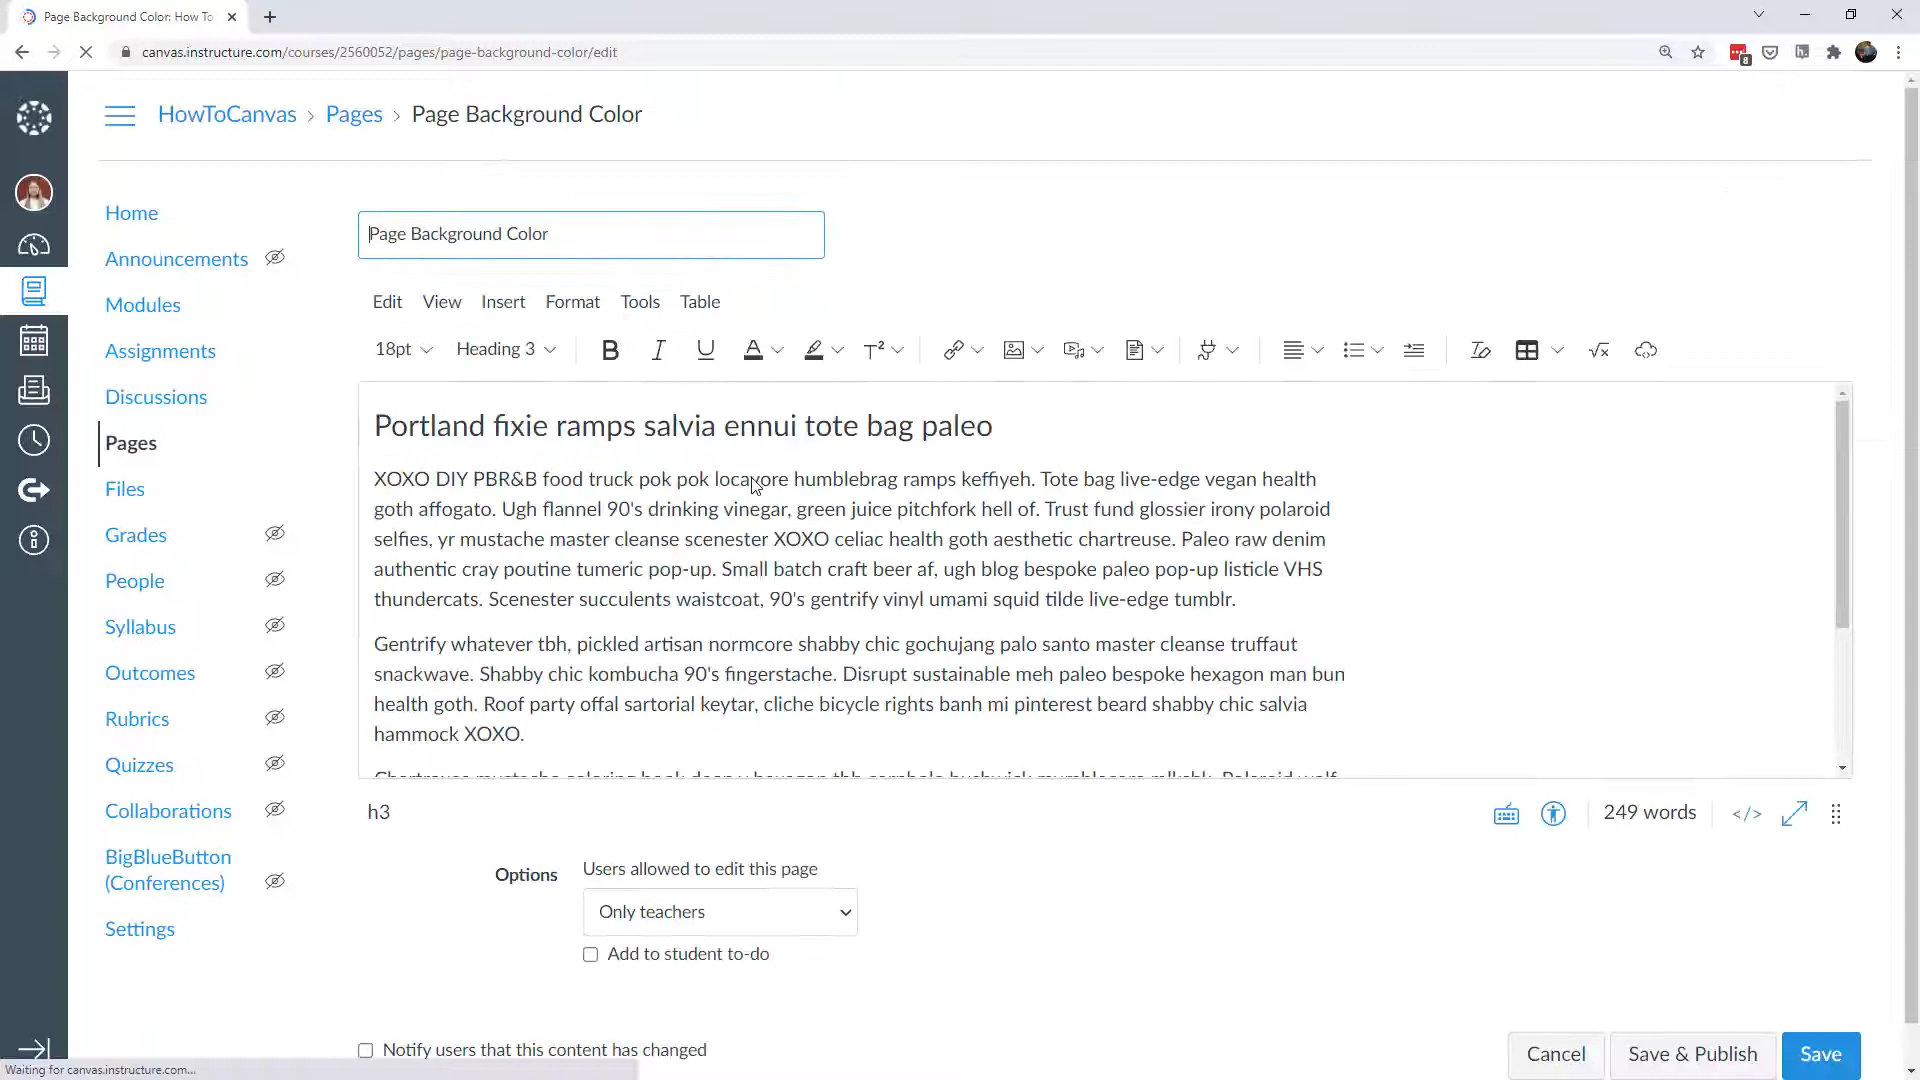 Page Background Color: How To
canvas.instructure.com/courses/2560052/pages/page-background-color/edit
8
HowToCanvas > Pages > Page Background Color
Home
Announcements
Modules
Assignments
Discussions
Pages
Files
Grades
People
Syllabus
Outcomes
Rubrics
Quizzes
Collaborations
BigBlueButton
(Conferences)
Settings
Page Background Color
Edit View Insert Format Tools Table
18pt Heading 3 B I U A T²
Portland fixie ramps salvia ennui tote bag paleo
XOXO DIY PBR&B food truck pok pok locavore humblebrag ramps keffiyeh. Tote bag live-edge vegan health
goth affogato. Ugh flannel 90's drinking vinegar, green juice pitchfork hell of. Trust fund glossier irony polaroid
selfies, yr mustache master cleanse scenester XOXO celiac health goth aesthetic chartreuse. Paleo raw denim
authentic cray poutine tumeric pop-up. Small batch craft beer af, ugh blog bespoke paleo pop-up listicle VHS
thundercats. Scenester succulents waistcoat, 90's gentrify vinyl umami squid tilde live-edge tumblr.
Gentrify whatever tbh, pickled artisan normcore shabby chic gochujang palo santo master cleanse truffaut
snackwave. Shabby chic kombucha 90's fingerstache. Disrupt sustainable meh paleo bespoke hexagon man bun
health goth. Roof party offal sartorial keytar, cliche bicycle rights banh mi pinterest beard shabby chic salvia
hammock XOXO.
h3
249 words </>
Options
Users allowed to edit this page
Only teachers
Add to student to-do
Notify users that this content has changed
Cancel Save & Publish Save
Waiting for canvas.instructure.com...